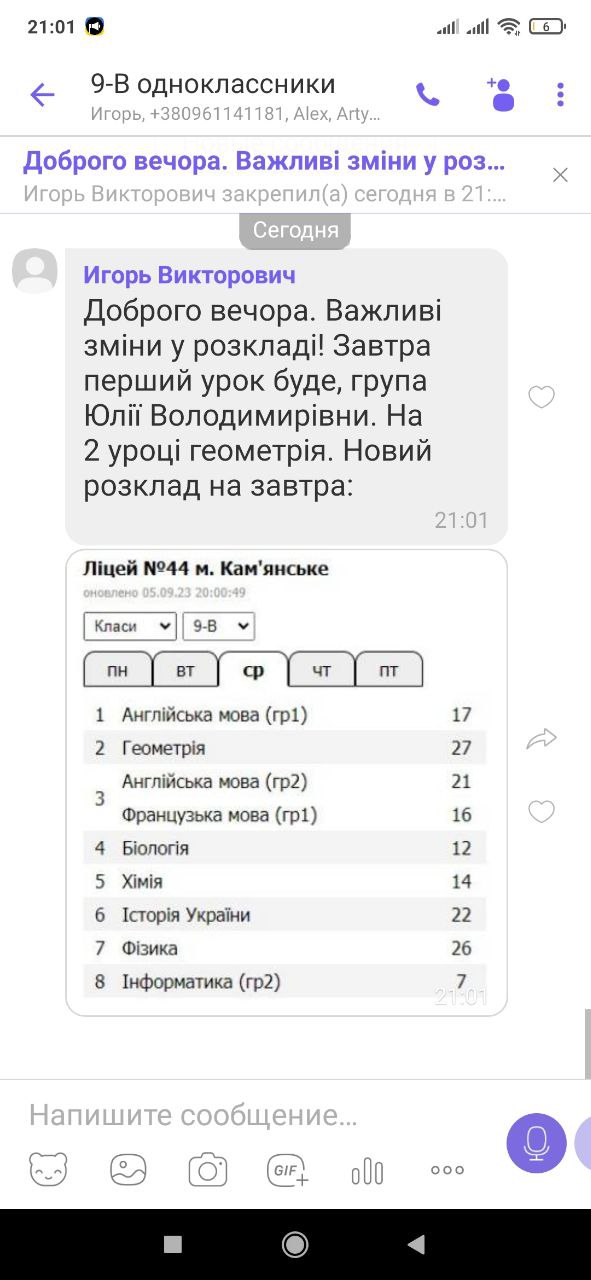 21:01
6
9-В одноклассники
Игорь, +380961141181, Alex, Arty...
Доброго вечора. Важливі зміни у роз...
Игорь Викторович закрепил(а) сегодня в 21:...
Сегодня
Игорь Викторович
Доброго вечора. Важливі
зміни у розкладі! Завтра
перший урок буде, група
Юлії Володимирівни. На
2 уроці геометрія. Новий
розклад на завтра:
21:01
Ліцей №44 м. Кам'янське
оновлено 05.09.23 20:00:49
Класи 9-В
пн вт ср чт пт
1 Англійська мова (гр1) 17
2 Геометрія 27
3 Англійська мова (гр2) 21
Французька мова (гр1) 16
4 Біологія 12
5 Хімія 14
6 Історія України 22
7 Фізика 26
8 Інформатика (гр2) 7
21:01
Напишите сообщение...
GIF